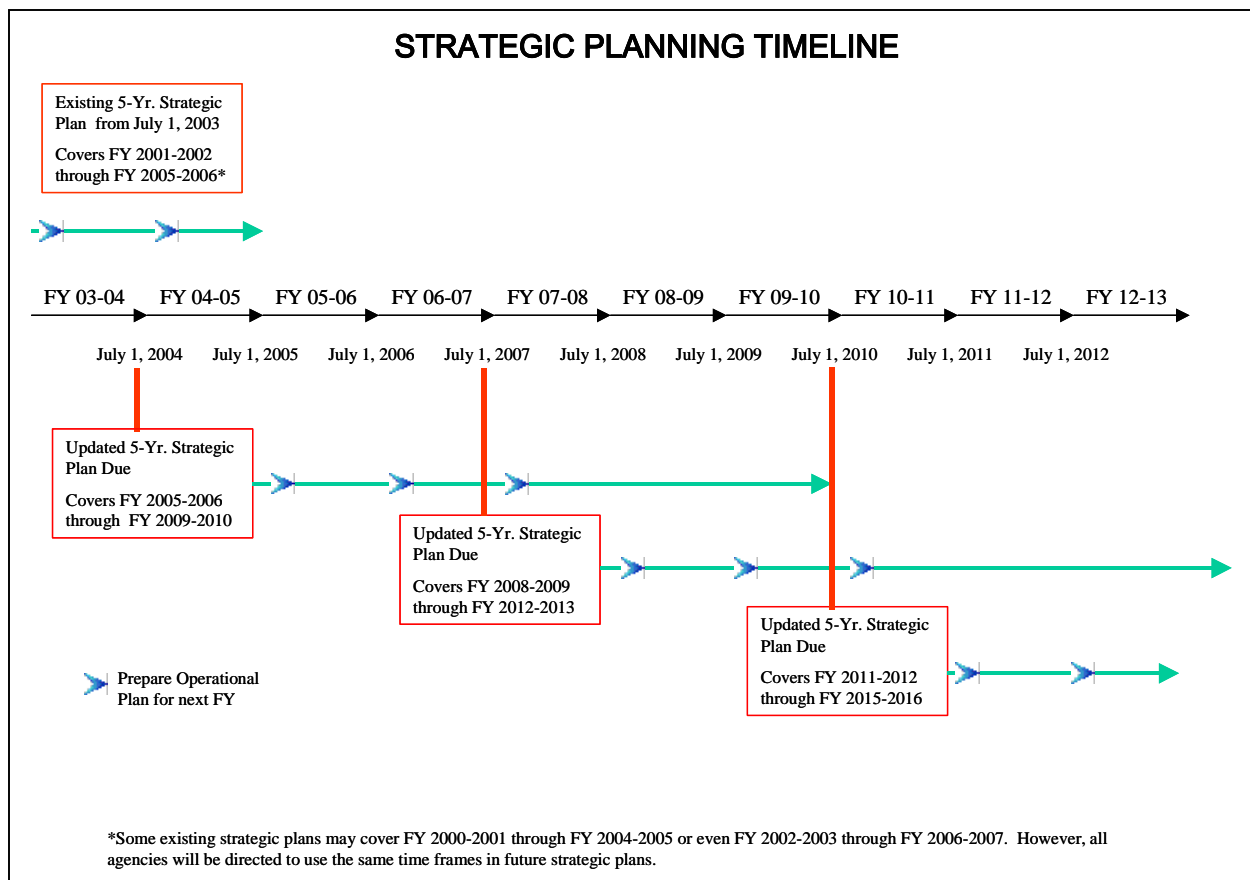 STRATEGIC PLANNING TIMELINE
Existing 5-Yr. Strategic
Plan from July 1, 2003
Covers FY 2001-2002
through FY 2005-2006*
FY 03-04 FY 04-05 FY 05-06 FY 06-07 FY 07-08 FY 08-09 FY 09-10 FY 10-11 FY 11-12 FY 12-13
July 1, 2004 July 1, 2005 July 1, 2006 July 1, 2007 July 1, 2008 July 1, 2009 July 1, 2010 July 1, 2011 July 1, 2012
Updated 5-Yr. Strategic
Plan Due
Covers FY 2005-2006
through FY 2009-2010
Updated 5-Yr. Strategic
Plan Due
Covers FY 2008-2009
through FY 2012-2013
Updated 5-Yr. Strategic
Plan Due
Covers FY 2011-2012
through FY 2015-2016
Prepare Operational
Plan for next FY
*Some existing strategic plans may cover FY 2000-2001 through FY 2004-2005 or even FY 2002-2003 through FY 2006-2007. However, all
agencies will be directed to use the same time frames in future strategic plans.